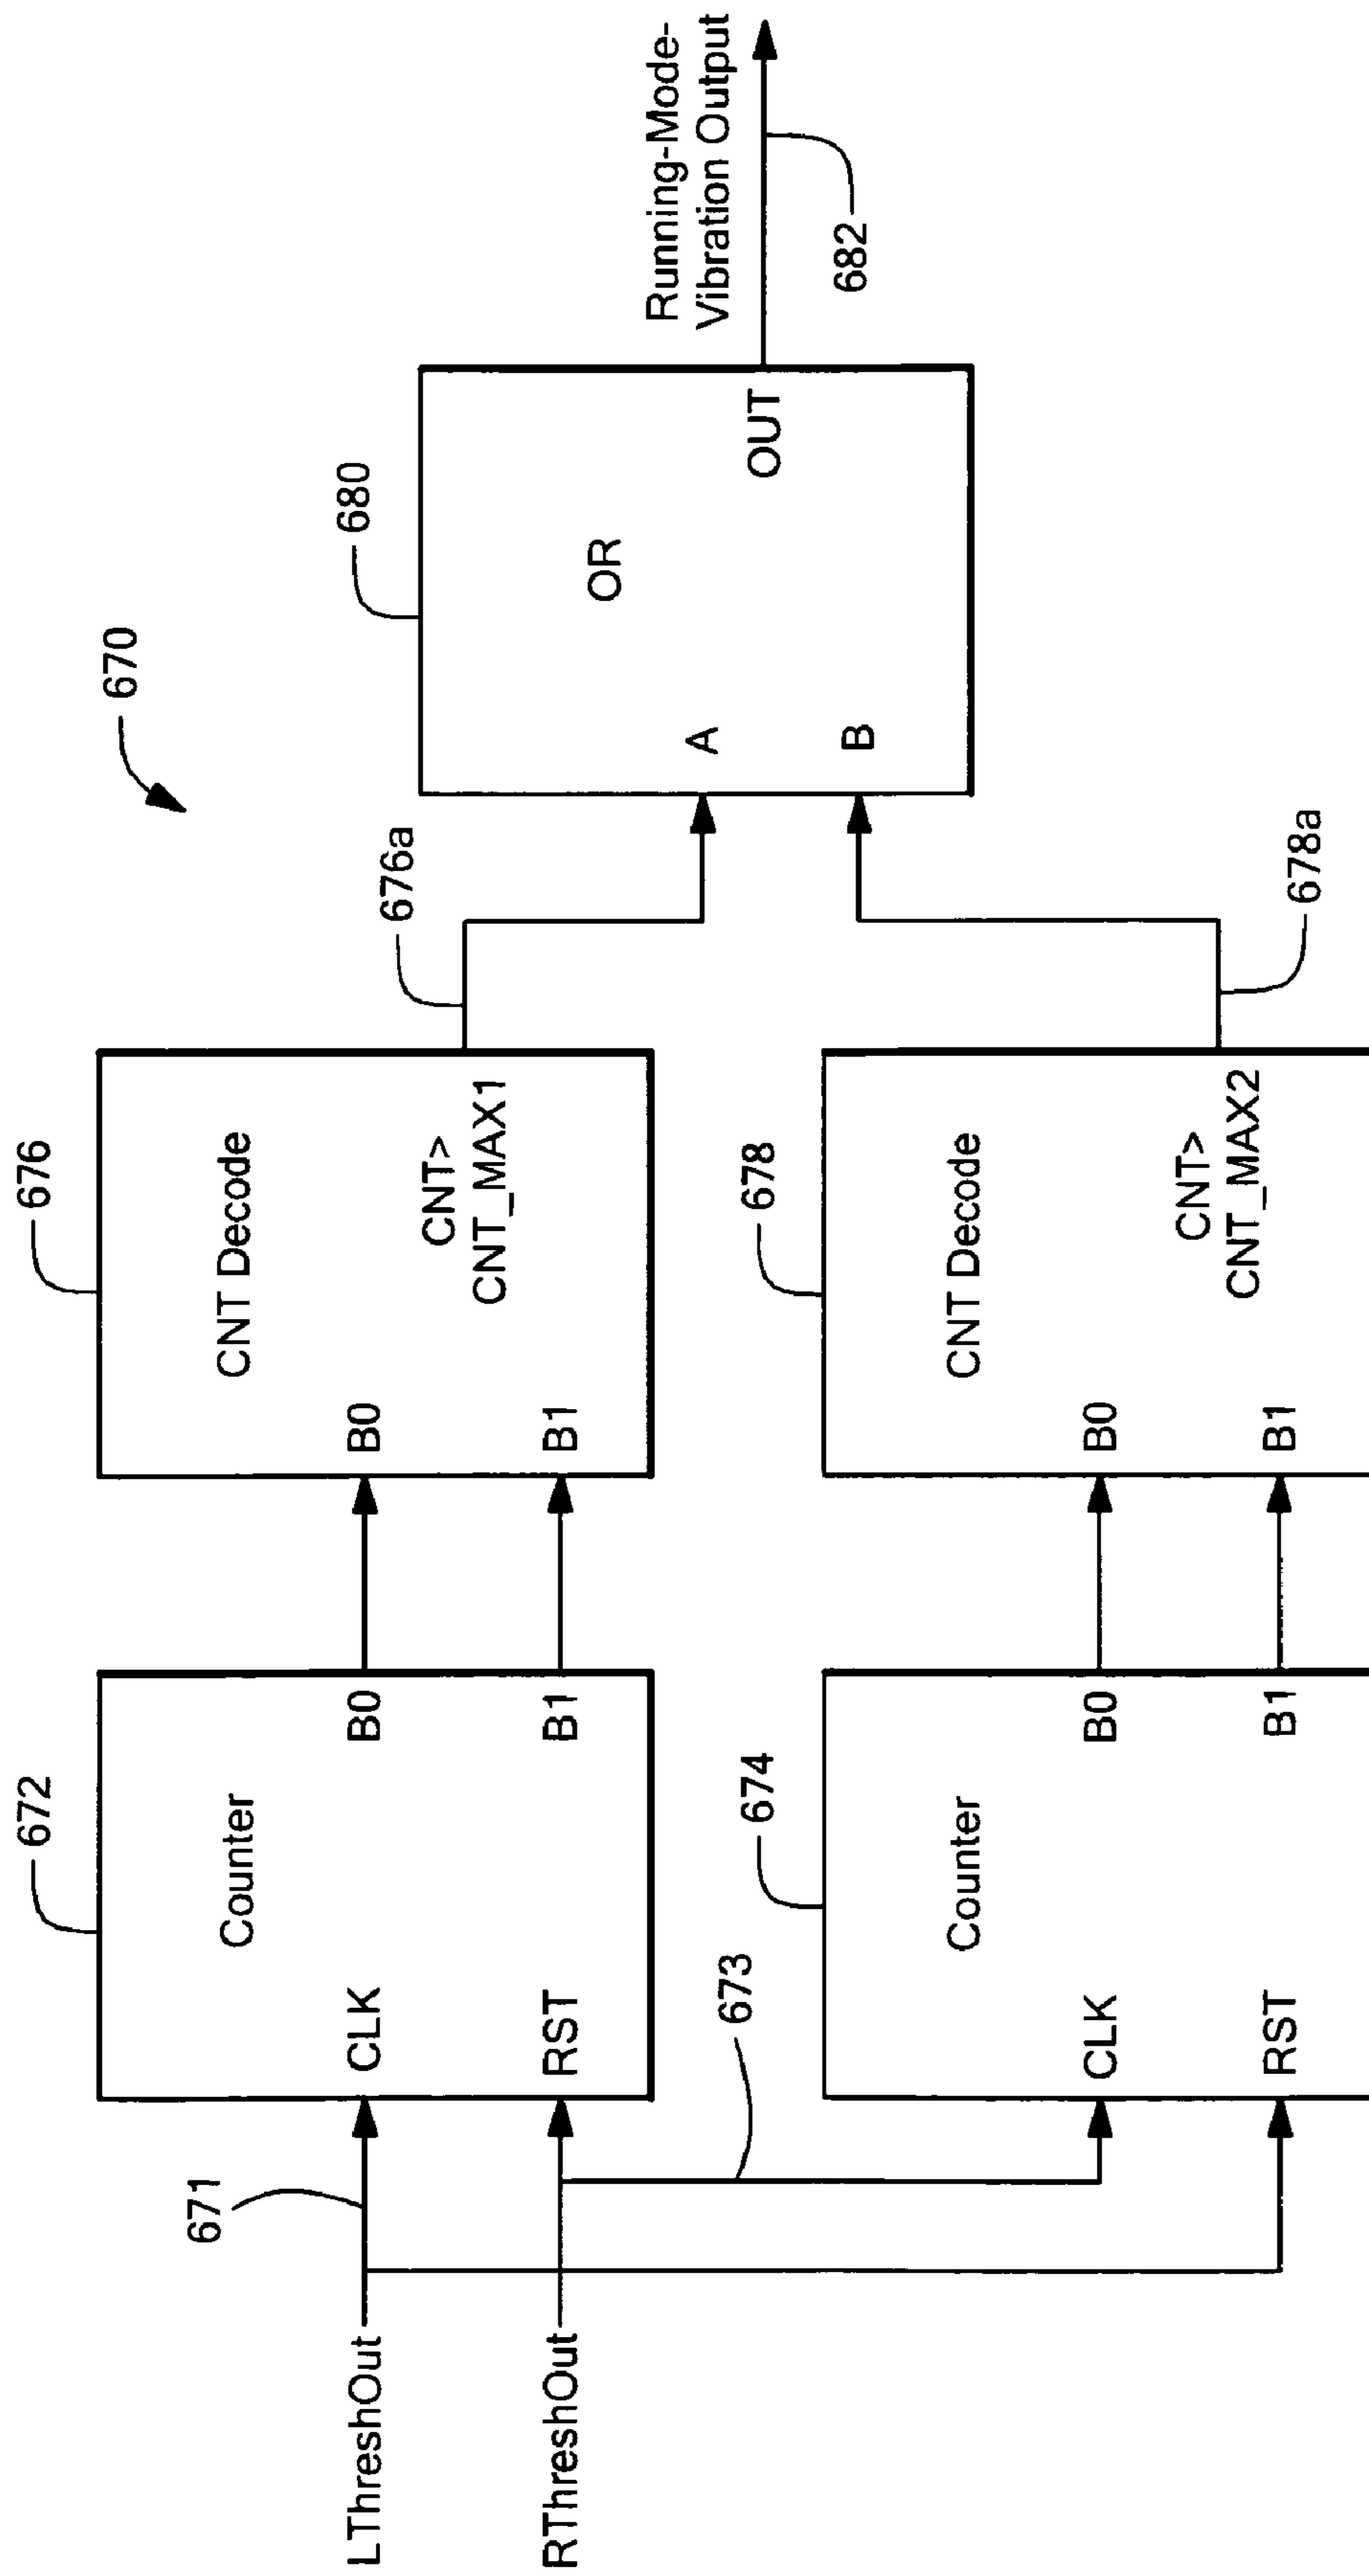 670
672
Counter
CLK
RST
B0
B1
676
CNT Decode
B0
B1
CNT>
CNT_MAX1
676a
680
OR
A
B
OUT
Running-Mode-
Vibration Output
682
LThreshOut
RThreshOut
671
673
674
Counter
CLK
RST
B0
B1
678
CNT Decode
B0
B1
CNT>
CNT_MAX2
678a